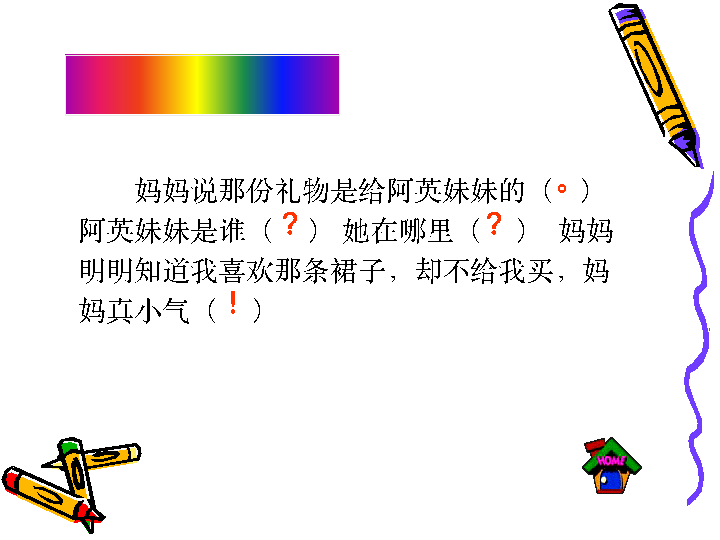 妈妈说那份礼物是给阿英妹妹的（。）
阿英妹妹是谁（？） 她在哪里（？） 妈妈
明明知道我喜欢那条裙子，却不给我买，妈
妈真小气（！）
HOME